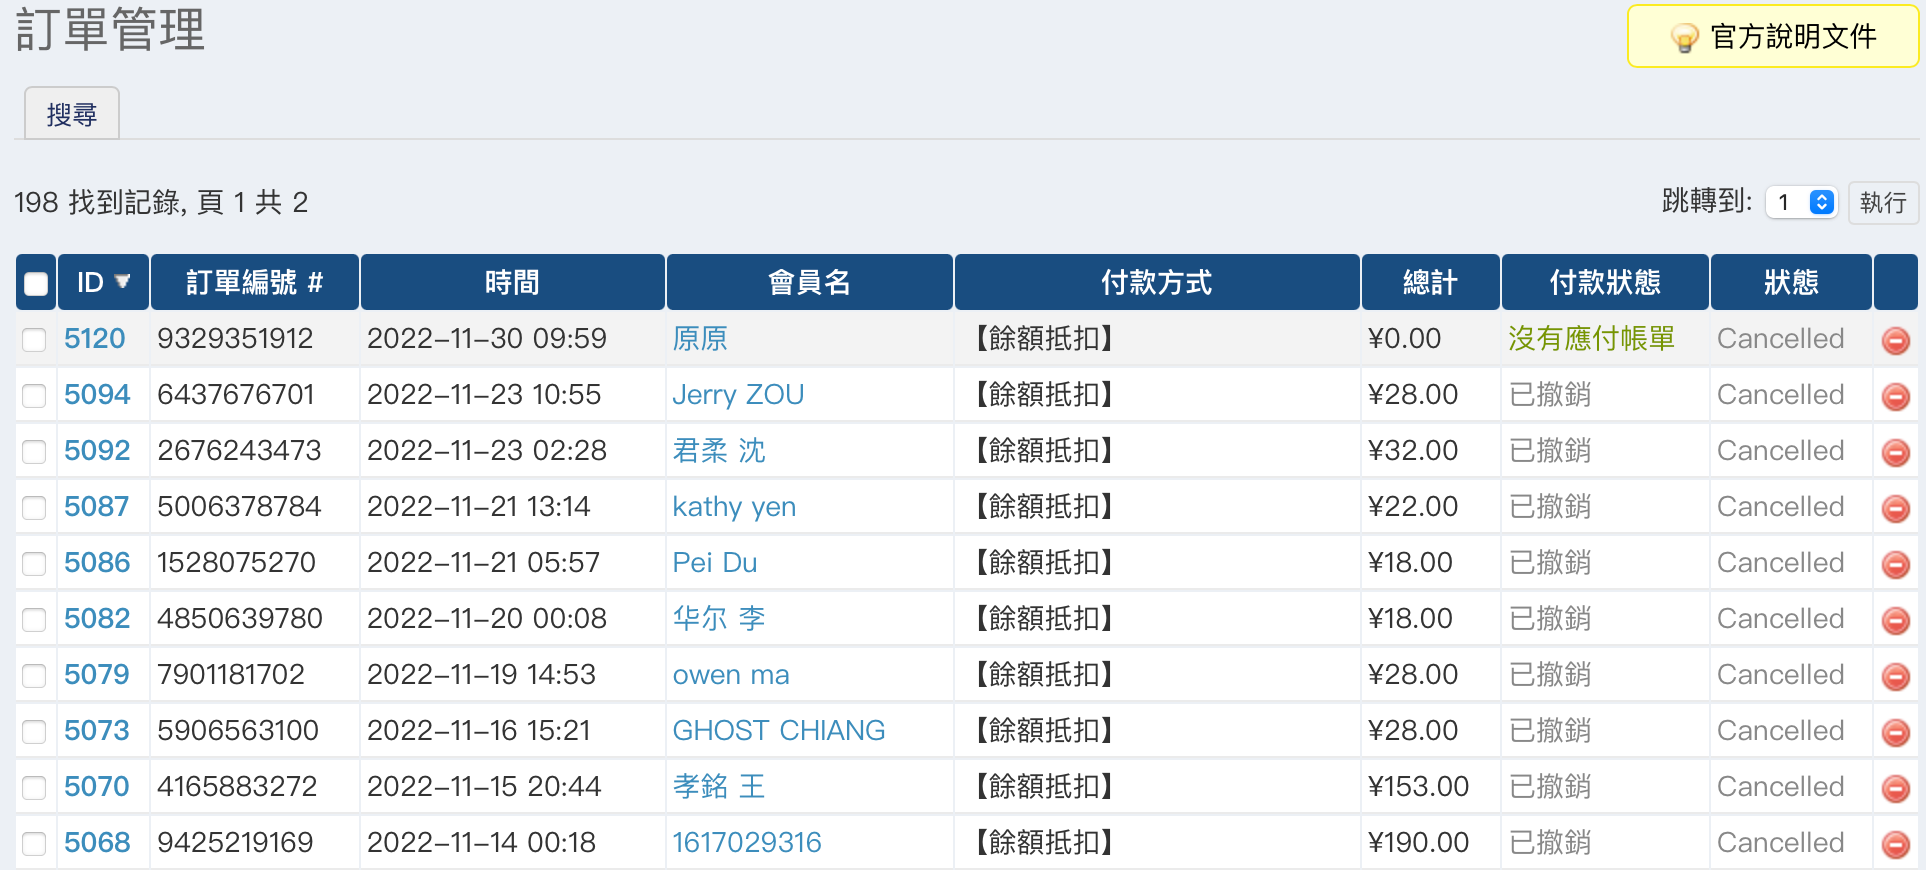 訂單管理
官方說明文件
搜尋
198 找到記錄, 頁 1 共 2
跳轉到: 1 執行
ID 訂單編號 # 時間 會員名 付款方式 總計 付款狀態 狀態
5120 9329351912 2022-11-30 09:59 原原 【餘額抵扣】 ¥0.00 沒有應付帳單 Cancelled
5094 6437676701 2022-11-23 10:55 Jerry ZOU 【餘額抵扣】 ¥28.00 已撤銷 Cancelled
5092 2676243473 2022-11-23 02:28 君柔 沈 【餘額抵扣】 ¥32.00 已撤銷 Cancelled
5087 5006378784 2022-11-21 13:14 kathy yen 【餘額抵扣】 ¥22.00 已撤銷 Cancelled
5086 1528075270 2022-11-21 05:57 Pei Du 【餘額抵扣】 ¥18.00 已撤銷 Cancelled
5082 4850639780 2022-11-20 00:08 华尔 李 【餘額抵扣】 ¥18.00 已撤銷 Cancelled
5079 7901181702 2022-11-19 14:53 owen ma 【餘額抵扣】 ¥28.00 已撤銷 Cancelled
5073 5906563100 2022-11-16 15:21 GHOST CHIANG 【餘額抵扣】 ¥28.00 已撤銷 Cancelled
5070 4165883272 2022-11-15 20:44 孝銘 王 【餘額抵扣】 ¥153.00 已撤銷 Cancelled
5068 9425219169 2022-11-14 00:18 1617029316 【餘額抵扣】 ¥190.00 已撤銷 Cancelled